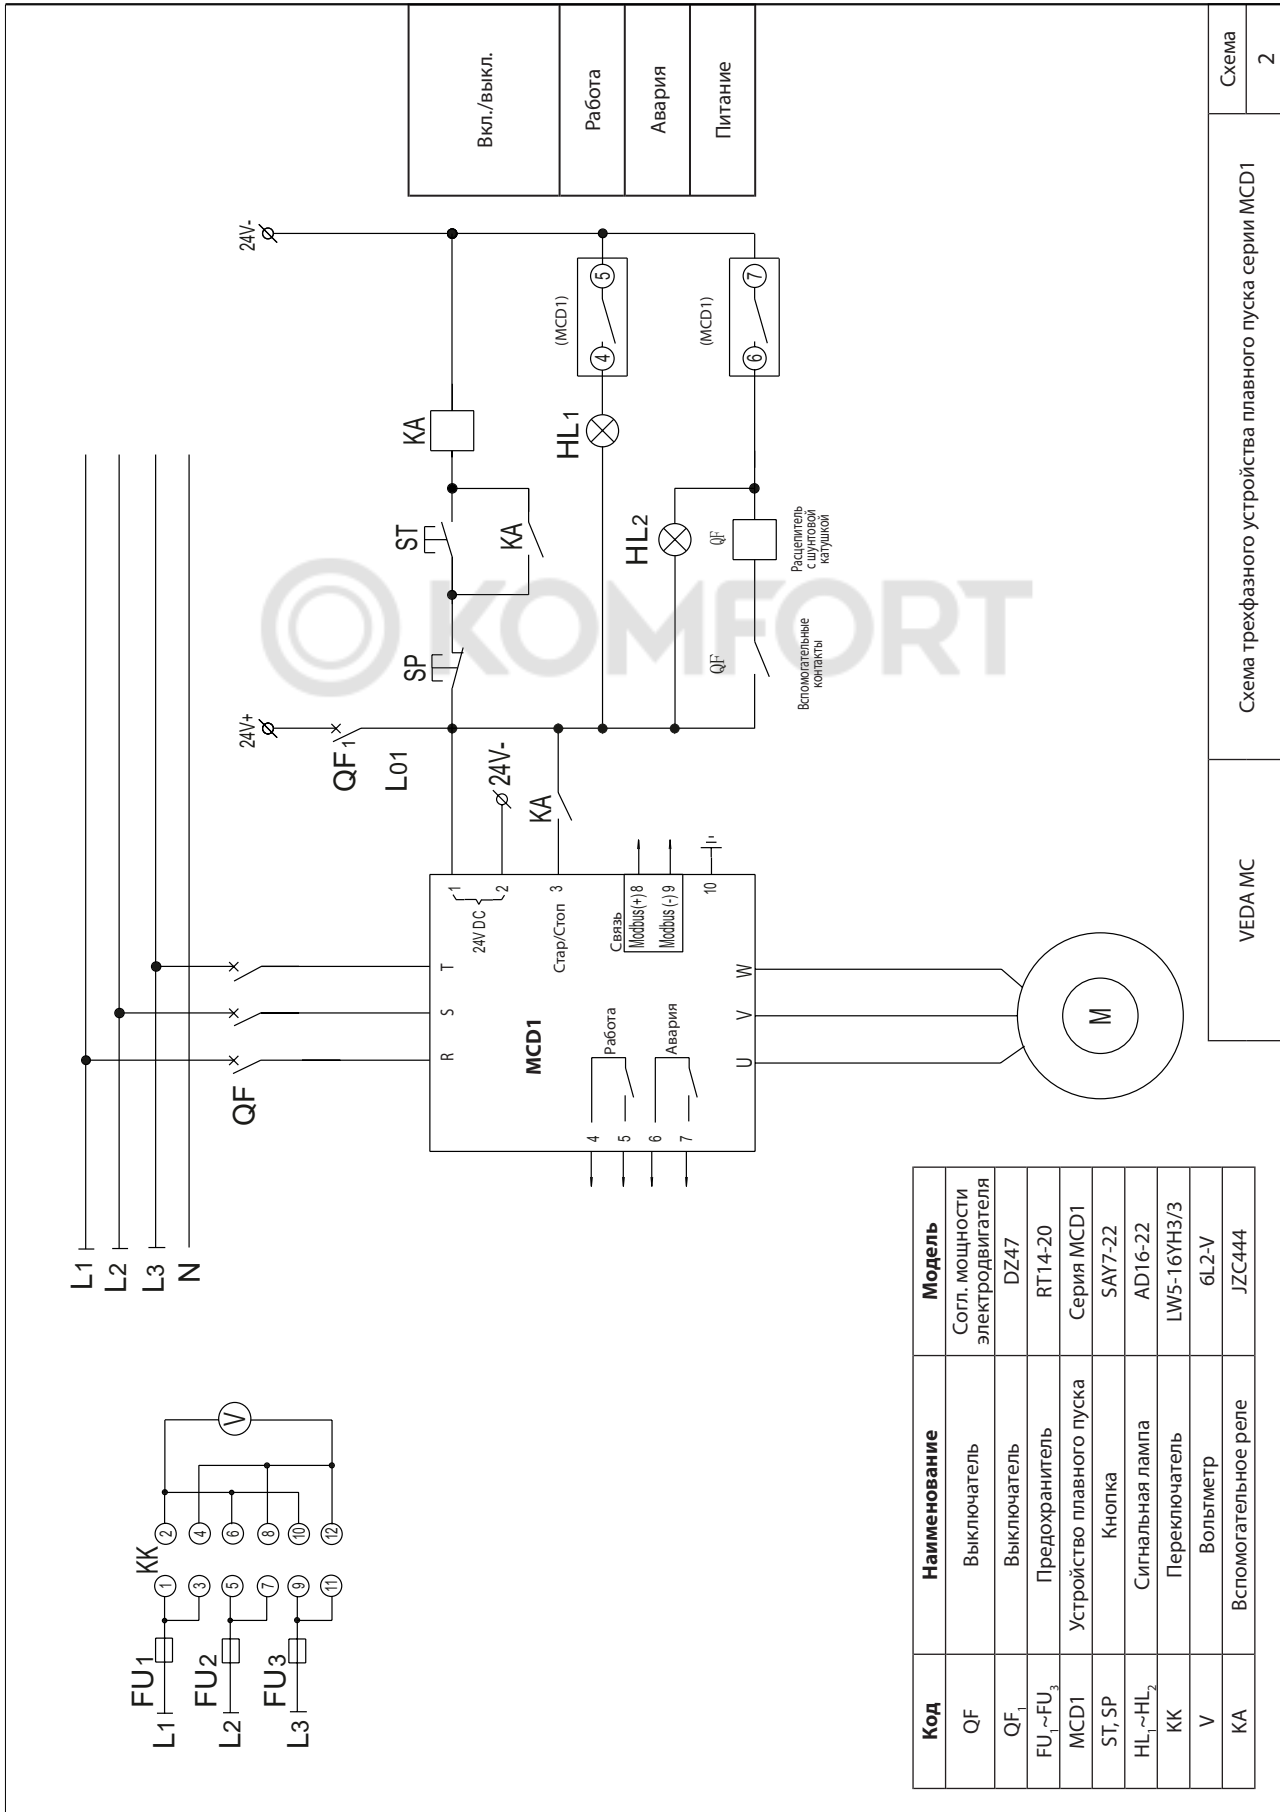 L1
L2
L3
N
QF
FU1
FU2
FU3
L1
L2
L3
KK
1
3
5
7
9
11
2
4
6
8
10
12
V
24V+
24V-
QF1
L01
SP
ST
KA
KA
24V-
KA
HL1
(MCD1)
4
5
HL2
(MCD1)
6
7
QF
QF
Вспомогательные
контакты
Расцепитель
с шунтовой
катушкой
Вкл./выкл.
Работа
Авария
Питание
R
S
T
MCD1
24V DC
1
2
3
Стар/Стоп
Связь
Modbus(+) 8
Modbus (-) 9
10
Работа
Авария
4
5
6
7
U
V
W
M
KOMFORT
Код Наименование Модель
QF Выключатель Согл. мощности
электродвигателя
QF1 Выключатель DZ47
FU1~FU3 Предохранитель RT14-20
MCD1 Устройство плавного пуска Серия MCD1
ST, SP Кнопка SAY7-22
HL1~HL2 Сигнальная лампа AD16-22
KK Переключатель LW5-16YH3/3
V Вольтметр 6L2-V
KA Вспомогательное реле JZC444
VEDA MC
Схема трехфазного устройства плавного пуска серии MCD1
Схема
2